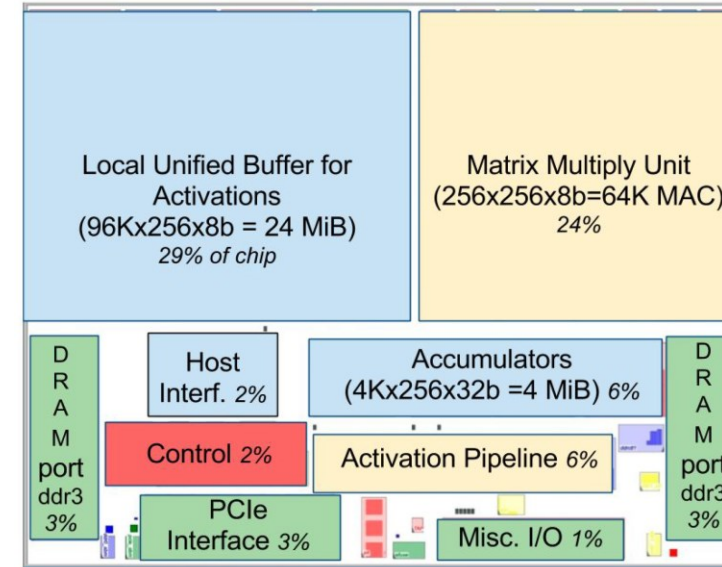 Local Unified Buffer for
Activations
(96Kx256x8b = 24 MiB)
29% of chip
Matrix Multiply Unit
(256x256x8b=64K MAC)
24%
D
R
A
M
port
ddr3
3%
Host
Interf. 2%
Accumulators
(4Kx256x32b =4 MiB) 6%
Control 2%
Activation Pipeline 6%
PCIe
Interface 3%
Misc. I/O 1%
D
R
A
M
port
ddr3
3%